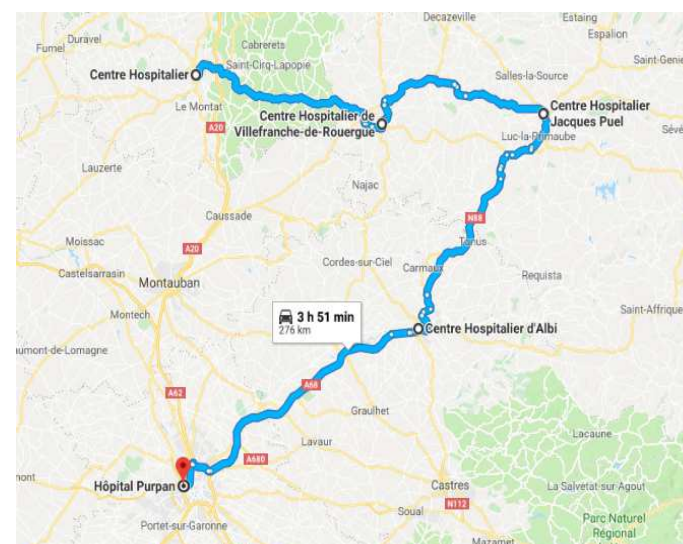 Decazeville
Estaing
Duravel
Cabrerets
Espalion
Fumel
Saint-Cirq-Lapopie
Saint-Genie
Centre Hospitalier
Salles-la-Source
Le Montat
Centre Hospitalier de
Villefranche-de-Rouergue
Centre Hospitalier
Jacques Puel
A20
Luc-la-Primaube
Sévé
Lauzerte
Najac
Caussade
N88
Moissac
A20
Tanus
Cordes-sur-Ciel
Carmaux
Castelsarrasin
Requista
Montauban
3 h 51 min
276 km
Montech
Saint-Affrique
Centre Hospitalier d'Albi
aumont-de-Lomagne
A62
A68
Graulhet
Lavaur
Lacaune
A680
mont
Hôpital Purpan
Castres
La Salvetat-sur-Agout
N112
Soual
Portet-sur-Garonne
Parc Naturel
Régional
Mazamet